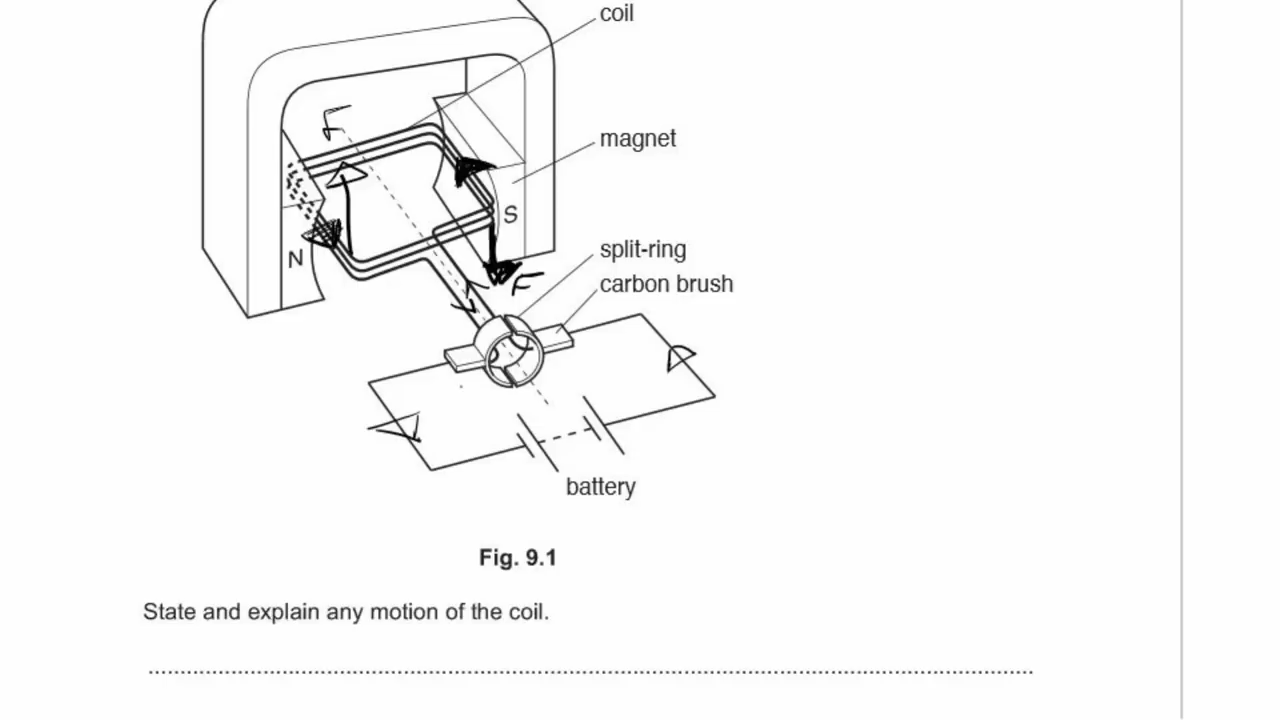 coil
magnet
F
S
N
F
split-ring
carbon brush
battery
Fig. 9.1
State and explain any motion of the coil.